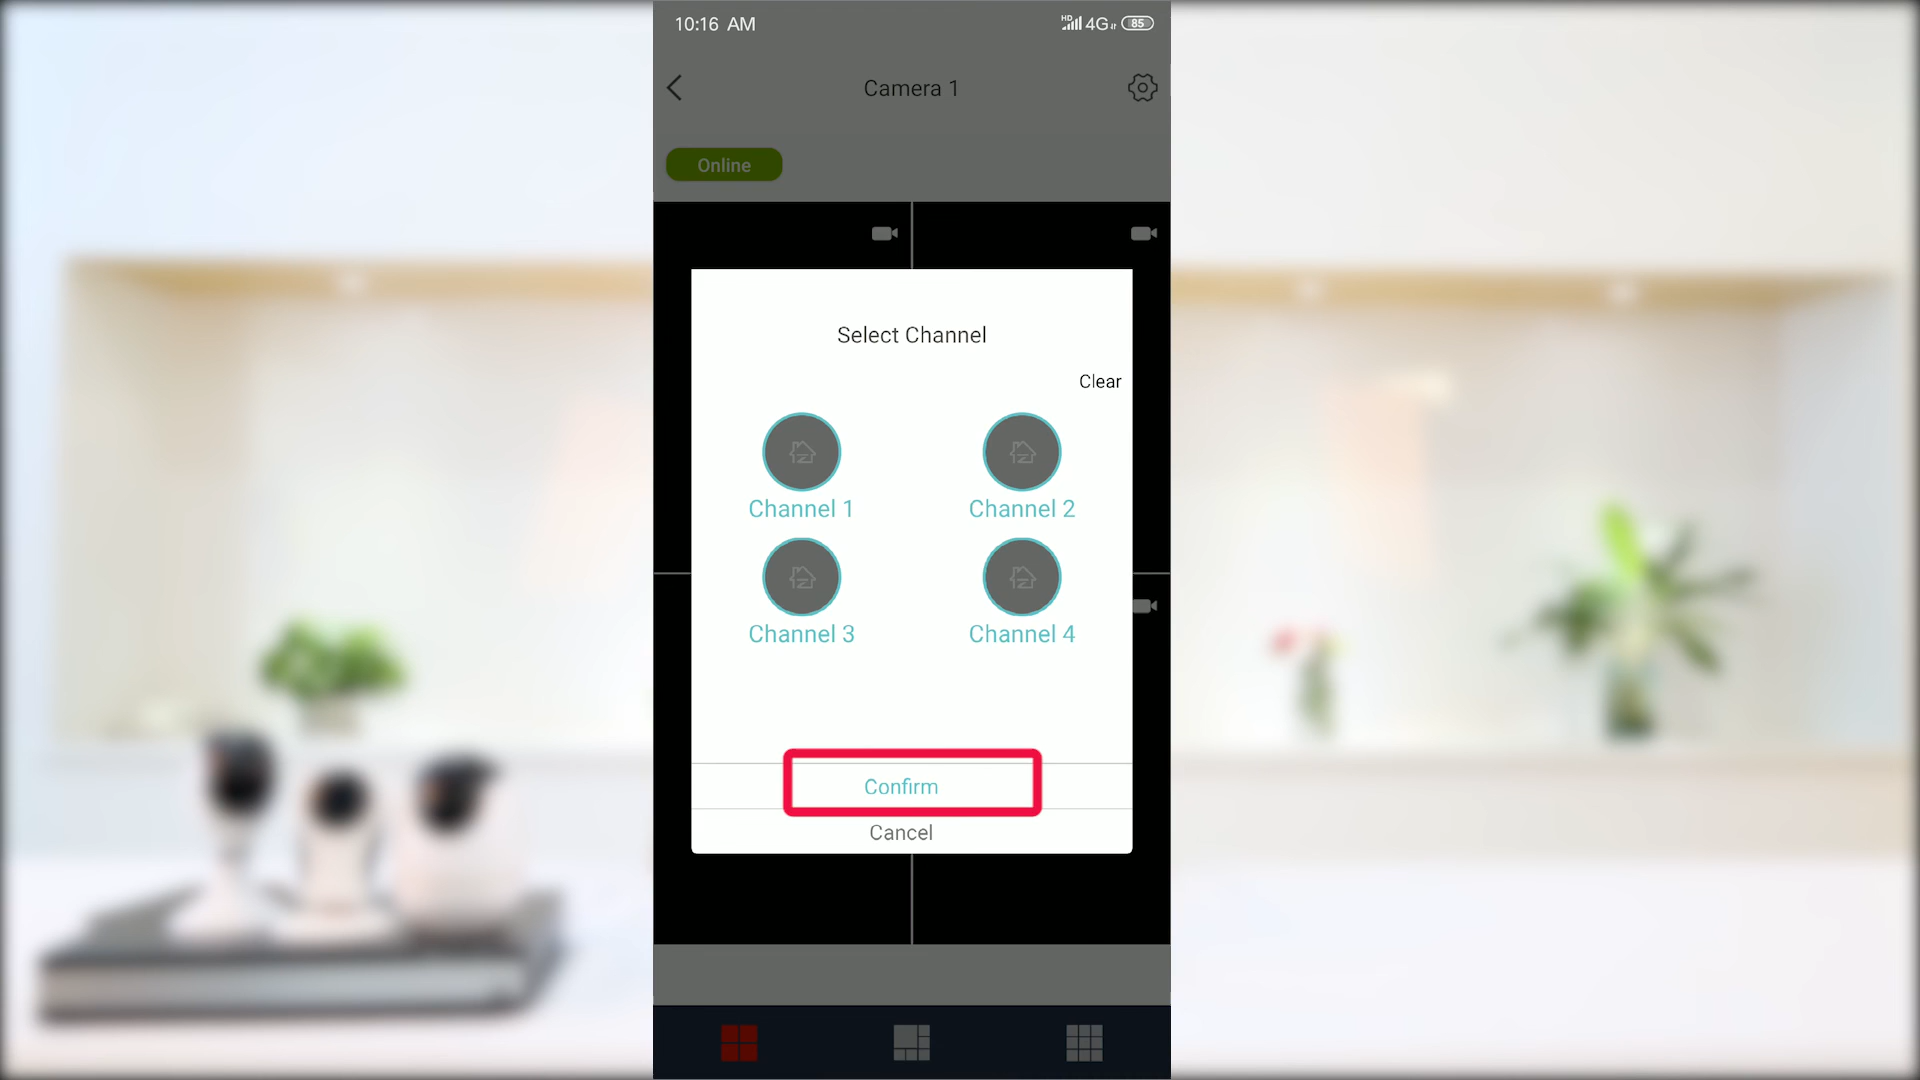 10:16 AM
HD 4G 85
Camera 1
Online
Select Channel
Clear
Channel 1
Channel 2
Channel 3
Channel 4
Confirm
Cancel